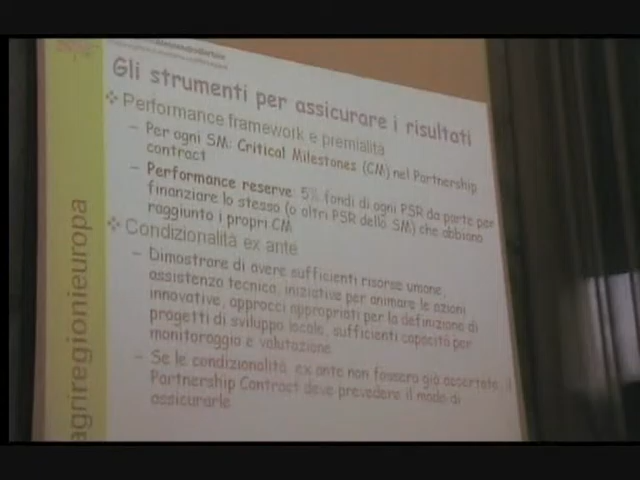 Gli strumenti per assicurare i risultati
❖ Performance framework e premialità
– Per ogni SM: Critical Milestones (CM) nel Partnership
contract
– Performance reserve: 5% fondi di ogni PSR da parte per
finanziare lo stesso (o altri PSR dello SM) che abbiano
raggiunto i propri CM
❖ Condizionalità ex ante
– Dimostrare di avere sufficienti risorse umane,
assistenza tecnica, iniziative per animare le azioni
innovative, approcci appropriati per la definizione di
progetti di sviluppo locale, sufficienti capacità per
monitoraggio e valutazione
– Se le condizionalità ex ante non fossero già accertate il
Partnership Contract deve prevedere il modo di
assicurarle
agriregionieuropa